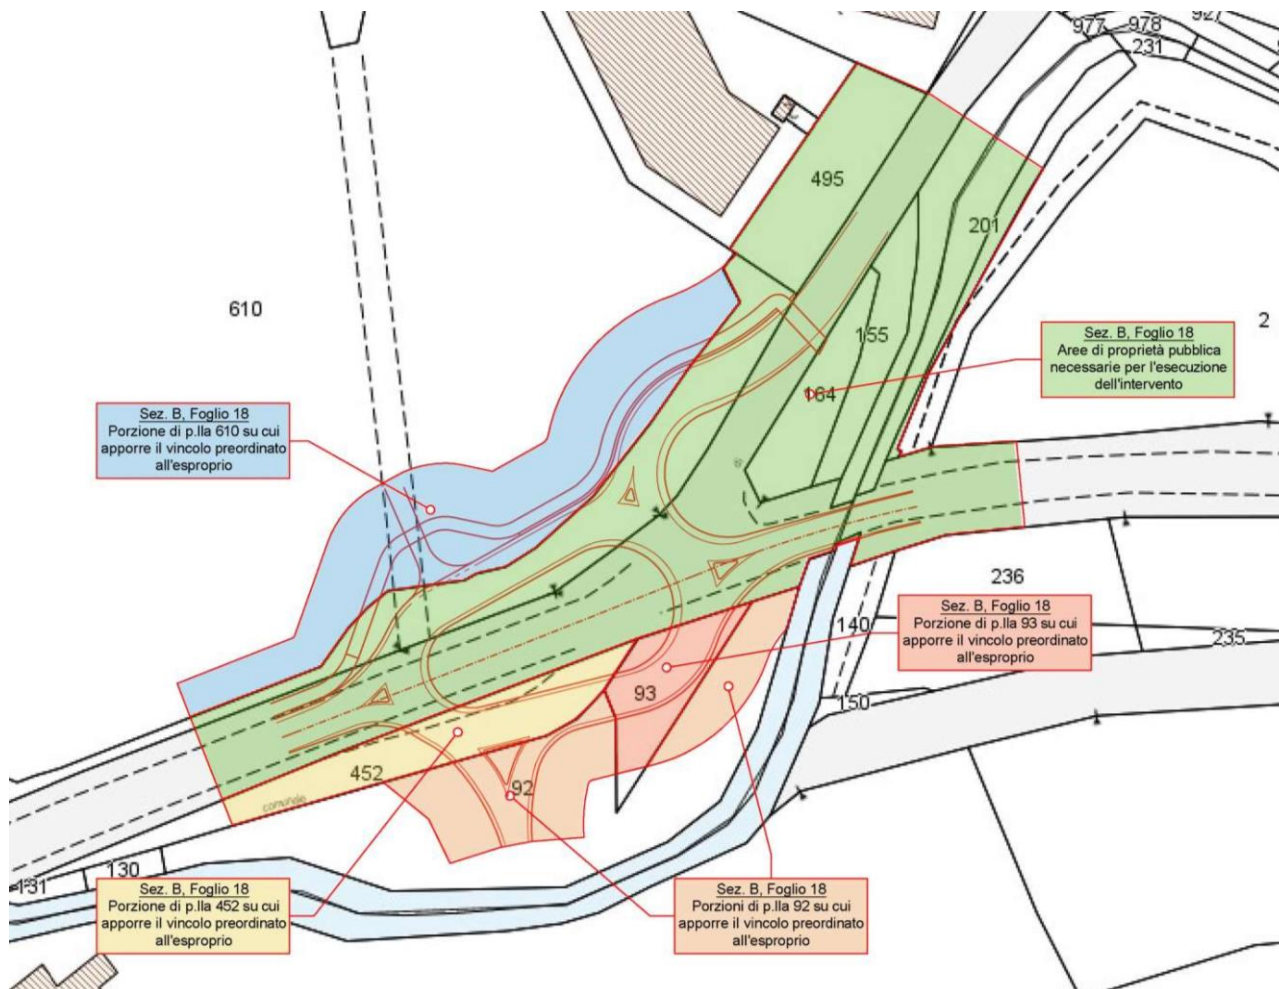 977
978
927
231
495
201
610
2
155
164
Sez. B, Foglio 18
Aree di proprietà pubblica
necessarie per l'esecuzione
dell'intervento
Sez. B, Foglio 18
Porzione di p.lla 610 su cui
apporre il vincolo preordinato
all'esproprio
236
140
235
Sez. B, Foglio 18
Porzione di p.lla 93 su cui
apporre il vincolo preordinato
all'esproprio
93
150
452
92
comunale
130
131
Sez. B, Foglio 18
Porzione di p.lla 452 su cui
apporre il vincolo preordinato
all'esproprio
Sez. B, Foglio 18
Porzioni di p.lla 92 su cui
apporre il vincolo preordinato
all'esproprio